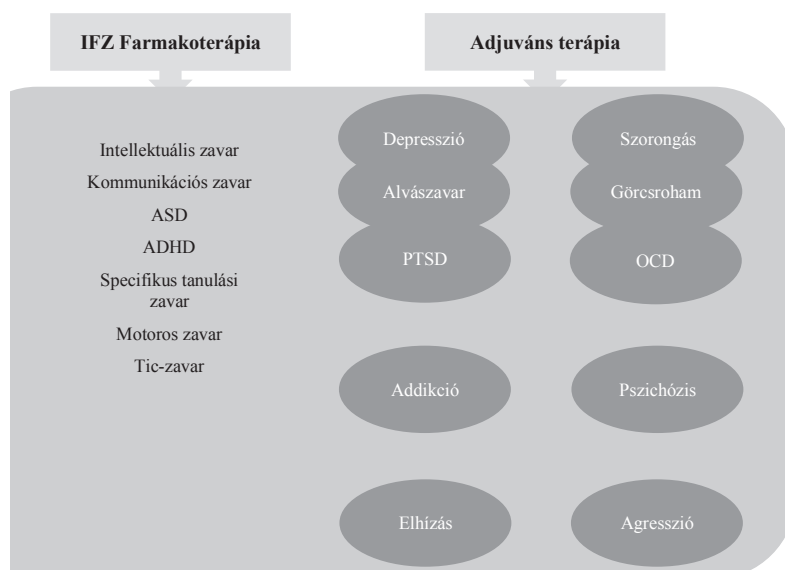 IFZ Farmakoterápia
Adjuváns terápia
Intellektuális zavar
Kommunikációs zavar
ASD
ADHD
Specifikus tanulási
zavar
Motoros zavar
Tic-zavar
Depresszió
Szorongás
Alvászavar
Görcsroham
PTSD
OCD
Addikció
Pszichózis
Elhízás
Agresszió